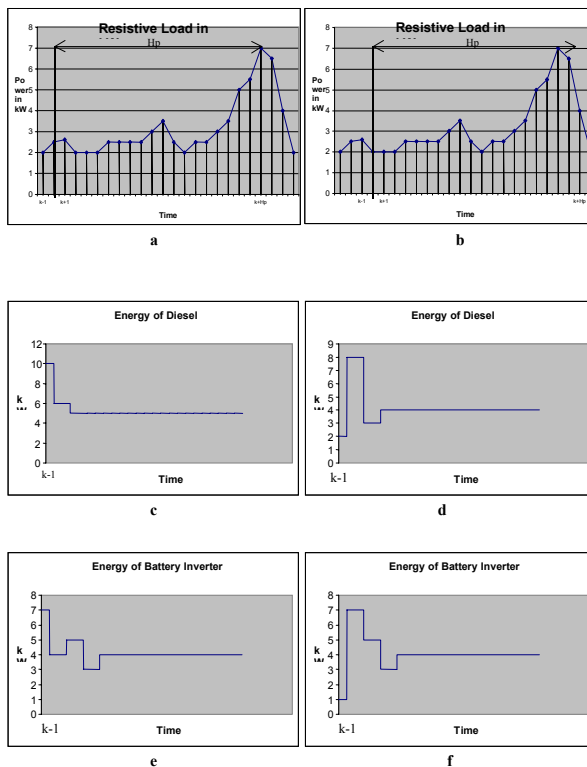 Resistive Load in
Hp
8
7
6
5
4
3
2
1
0
Po
wer
in
kW
k-1
k+1
k+Hp
Time
a
Resistive Load in
Hp
8
7
6
5
4
3
2
1
0
Po
wer
in
kW
k-1
k+1
k+Hp
Time
b
Energy of Diesel
12
10
8
6
4
2
0
k
k-1
Time
c
Energy of Diesel
9
8
7
6
5
4
3
2
1
0
k
k-1
Time
d
Energy of Battery Inverter
8
7
6
5
4
3
2
1
0
k
k-1
Time
e
Energy of Battery Inverter
8
7
6
5
4
3
2
1
0
k
k-1
Time
f